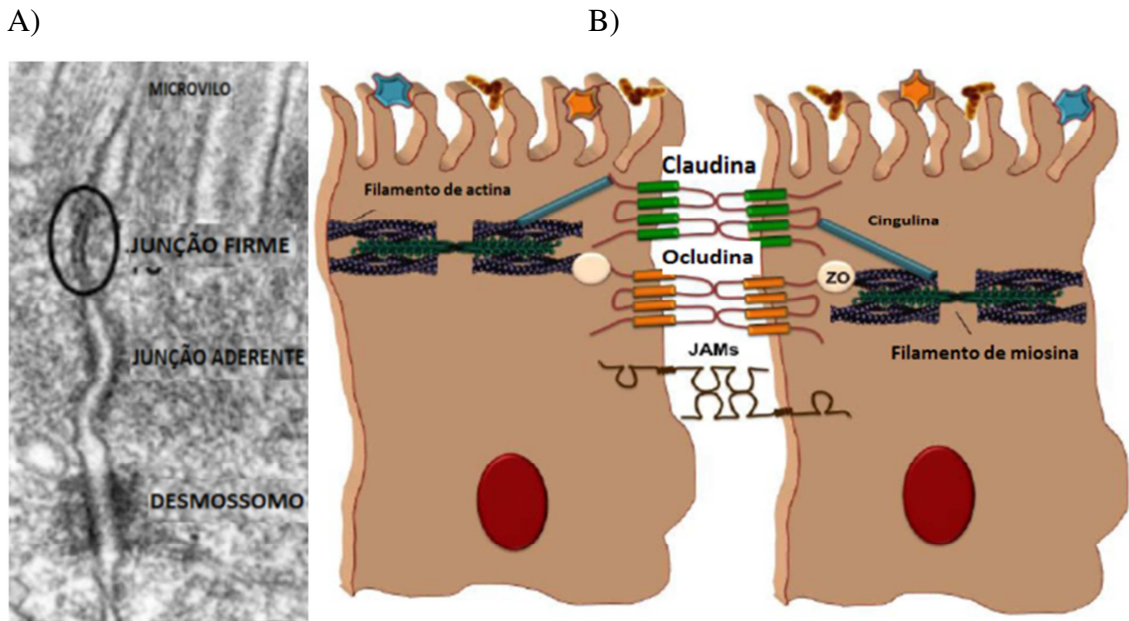 A)
B)
MICROVILO
JUNÇÃO FIRME
JUNÇÃO ADERENTE
DESMOSSOMO
Claudina
Filamento de actina
Cingulina
Ocludina
ZO
JAMs
Filamento de miosina